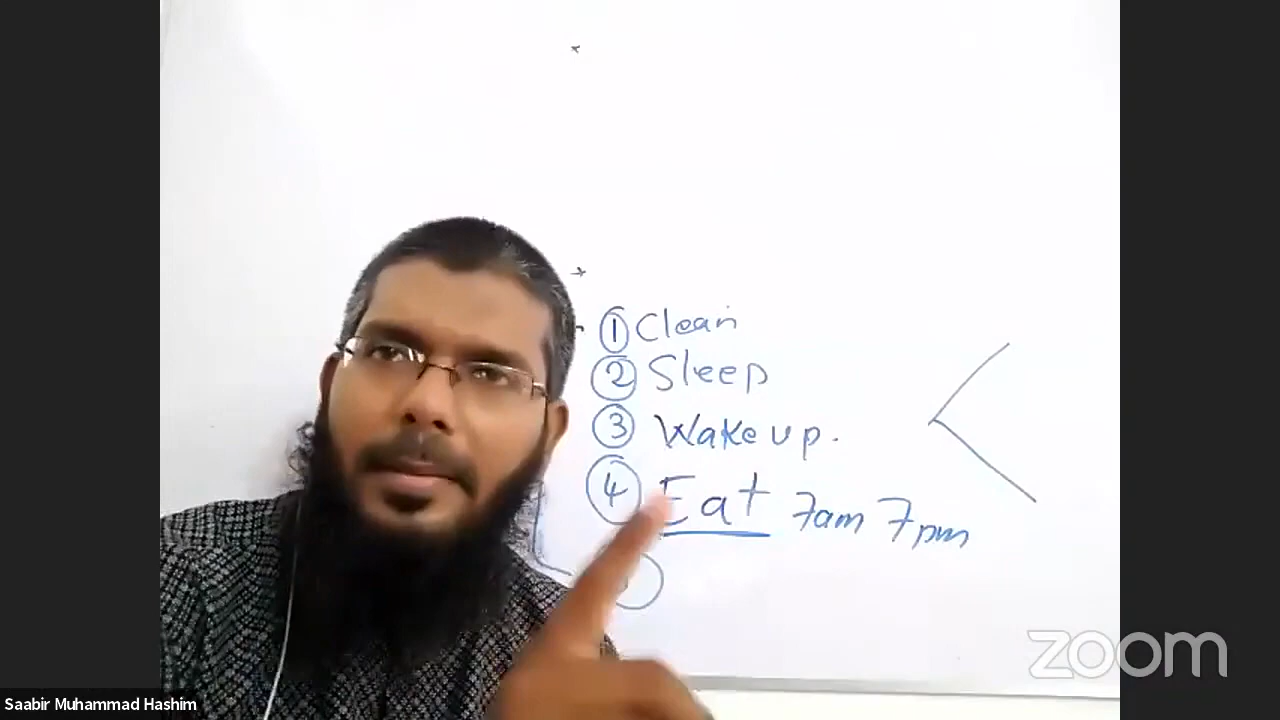 ① Clean
② Sleep
③ Wake up.
④ Eat 7am 7pm
zoom
Saabir Muhammad Hashim